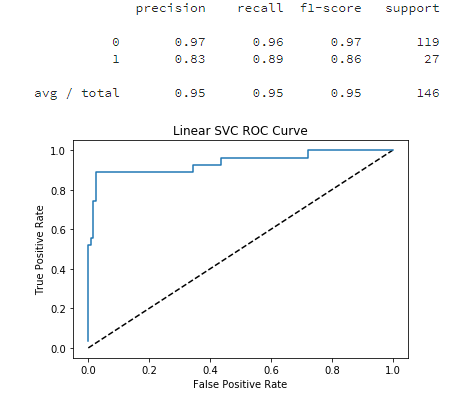 precision recall f1-score support
0 0.97 0.96 0.97 119
1 0.83 0.89 0.86 27
avg / total 0.95 0.95 0.95 146
Linear SVC ROC Curve
1.0
0.8
0.6
0.4
0.2
0.0
True Positive Rate
0.0 0.2 0.4 0.6 0.8 1.0
False Positive Rate